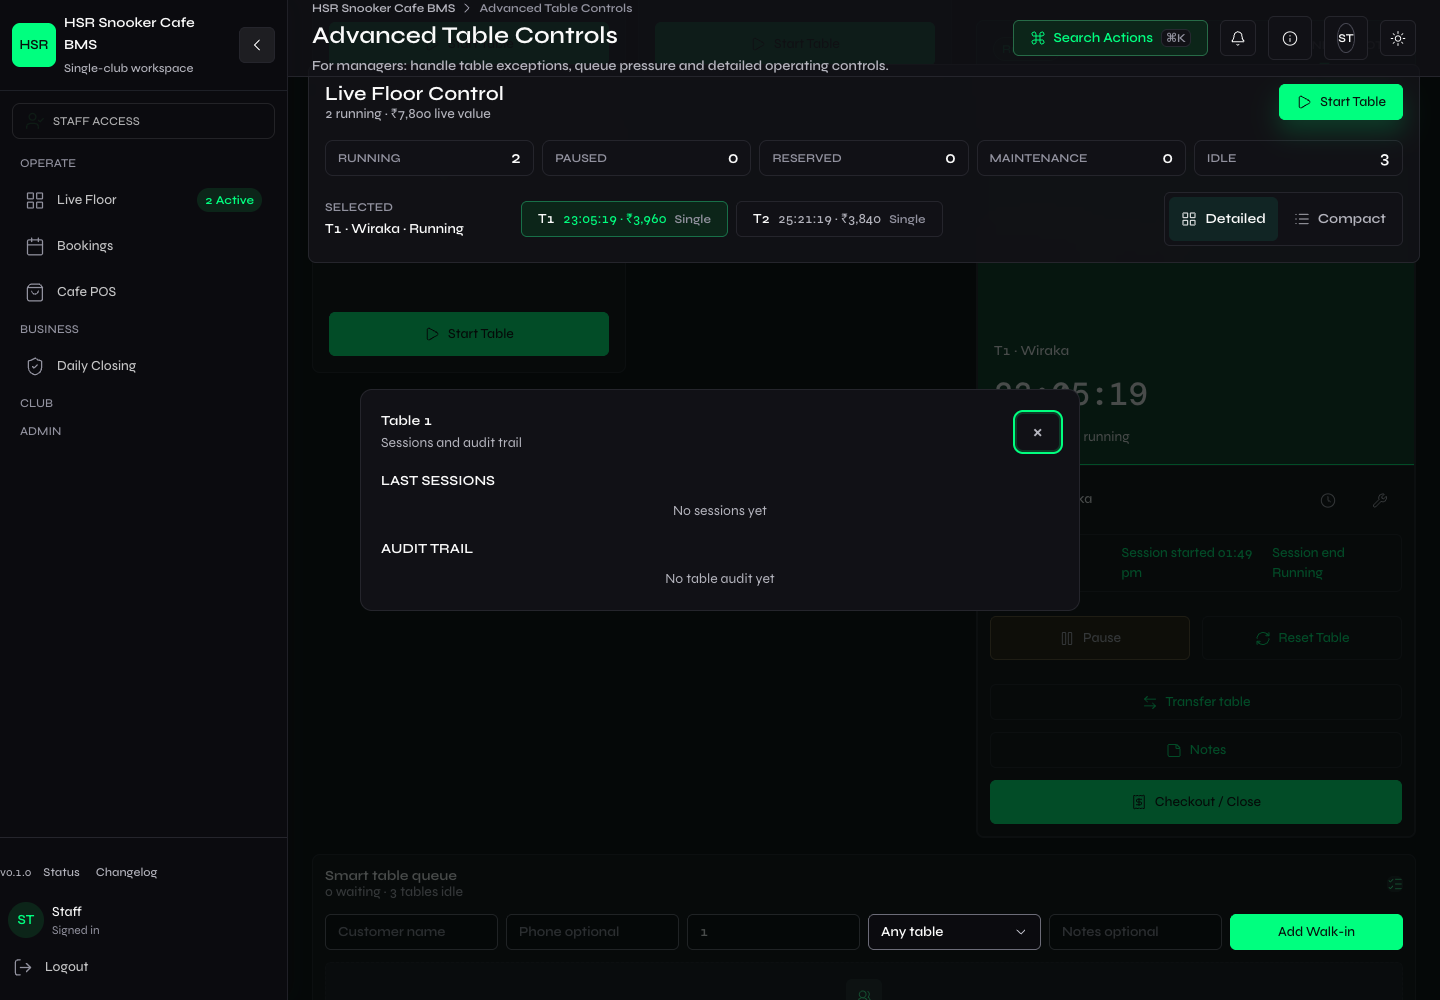 HSR
HSR Snooker Cafe
BMS
Single-club workspace
STAFF ACCESS
OPERATE
Live Floor
2 Active
Bookings
Cafe POS
BUSINESS
Daily Closing
CLUB
ADMIN
v0.1.0 Status Changelog
ST
Staff
Signed in
Logout
HSR Snooker Cafe BMS > Advanced Table Controls
Advanced Table Controls
For managers: handle table exceptions, queue pressure and detailed operating controls.
Search Actions ⌘K
ST
Start Table
Live Floor Control
2 running · ₹7,800 live value
Start Table
RUNNING 2
PAUSED 0
RESERVED 0
MAINTENANCE 0
IDLE 3
SELECTED
T1 · Wiraka · Running
T1 23:05:19 · ₹3,960 Single
T2 25:21:19 · ₹3,840 Single
Detailed
Compact
Start Table
T1 · Wiraka
23:05:19
running
Table 1
Sessions and audit trail
×
LAST SESSIONS
No sessions yet
AUDIT TRAIL
No table audit yet
Session started 01:49
pm
Session end
Running
Pause
Reset Table
Transfer table
Notes
Checkout / Close
Smart table queue
0 waiting · 3 tables idle
Customer name
Phone optional
1
Any table
Notes optional
Add Walk-in